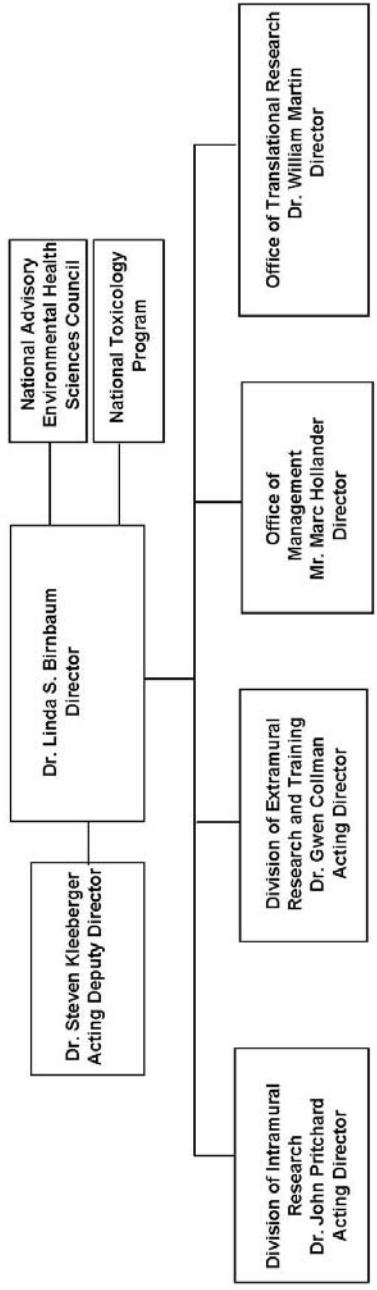 Dr. Linda S. Birnbaum
Director
National Advisory
Environmental Health
Sciences Council
National Toxicology
Program
Dr. Steven Kleeberger
Acting Deputy Director
Division of Intramural
Research
Dr. John Pritchard
Acting Director
Division of Extramural
Research and Training
Dr. Gwen Collman
Acting Director
Office of
Management
Mr. Marc Hollander
Director
Office of Translational Research
Dr. William Martin
Director